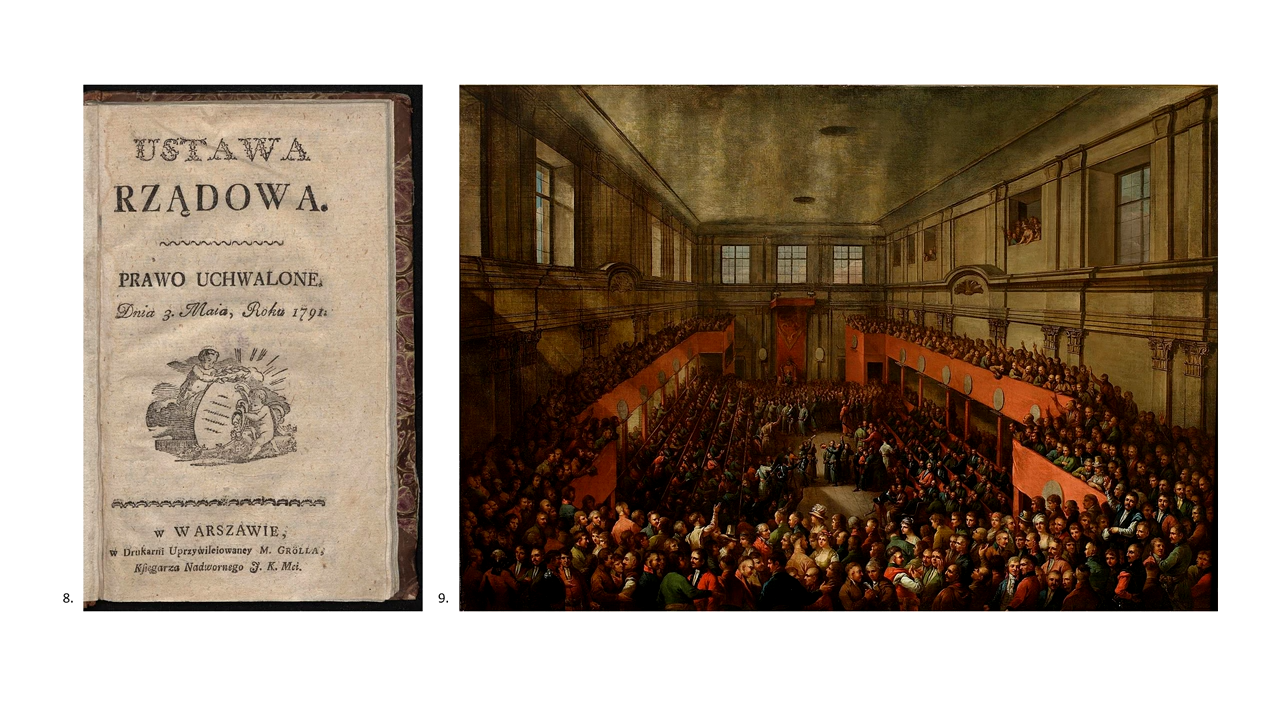 USTAWA
RZĄDOWA.
PRAWO UCHWALONE,
Dnia 3. Maia, Roku 1791.
w WARSZAWIE,
w Drukarni Uprzywileiowaney M. GRÖLLA,
Księgarza Nadwornego J. K. Mci.
8.
9.